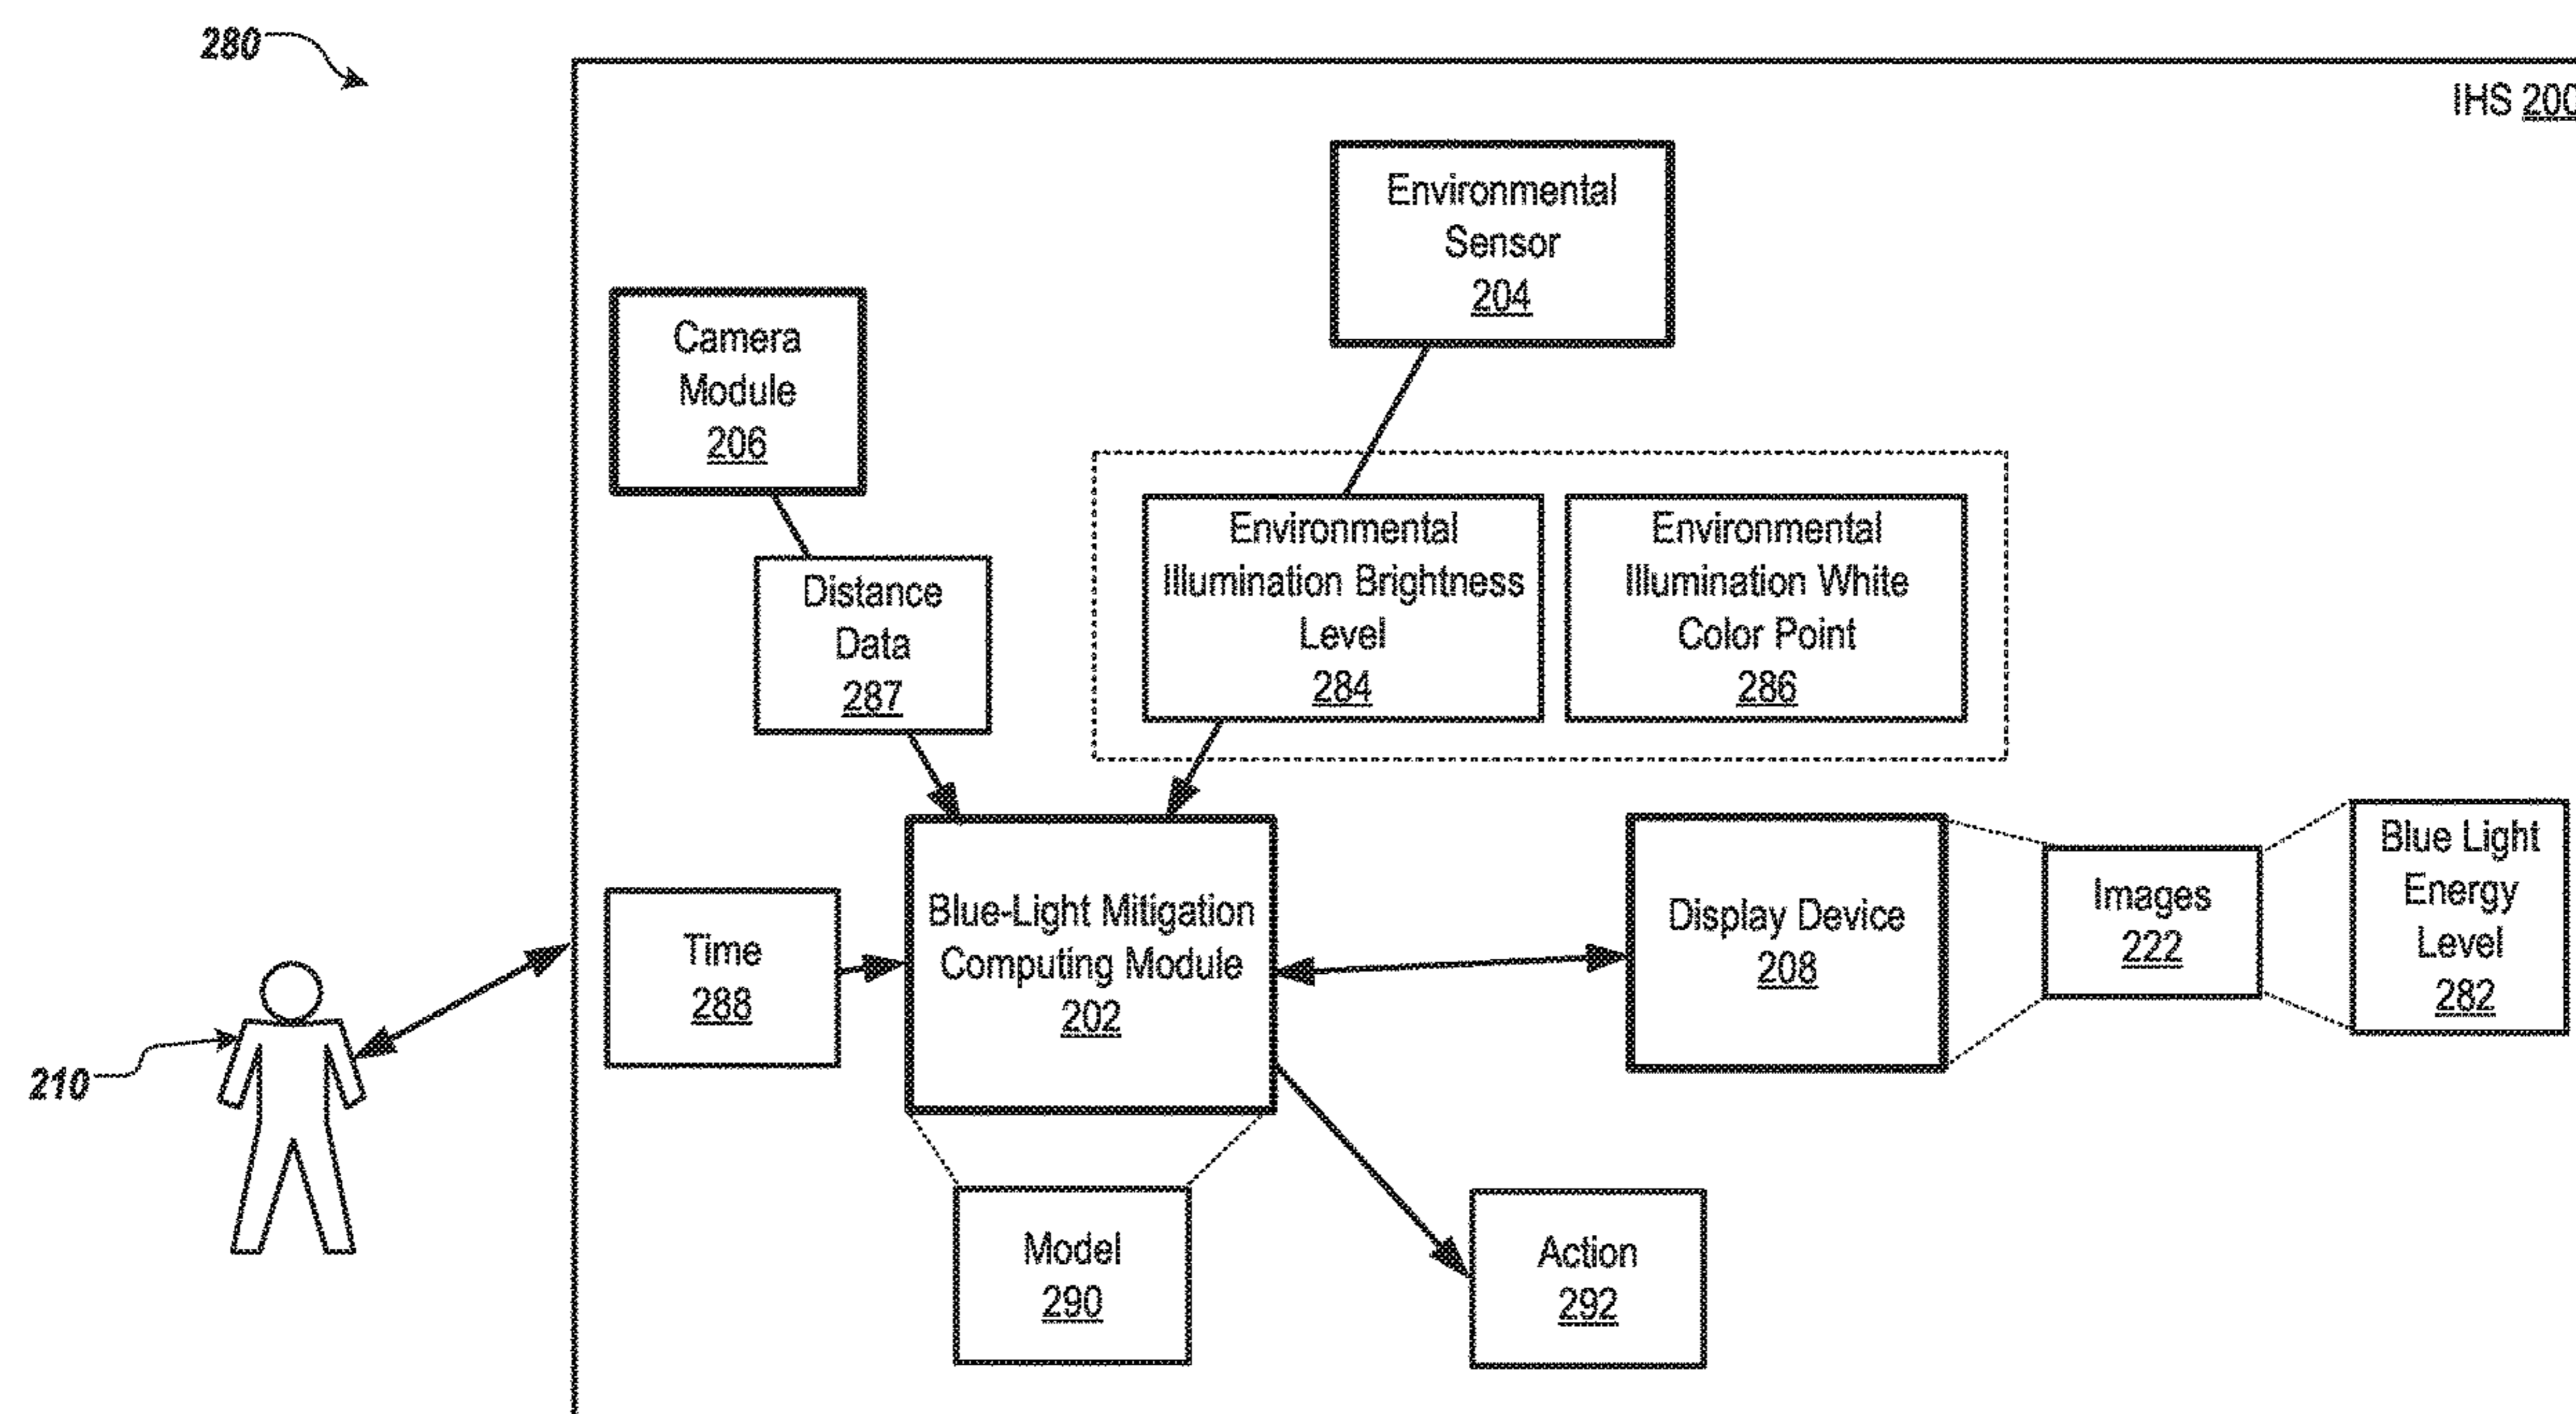 280
IHS 200
Environmental
Sensor
204
Camera
Module
206
Distance
Data
287
Environmental
Illumination Brightness
Level
284
Environmental
Illumination White
Color Point
286
Time
288
Blue-Light Mitigation
Computing Module
202
Display Device
208
Images
222
Blue Light
Energy
Level
282
210
Model
290
Action
292